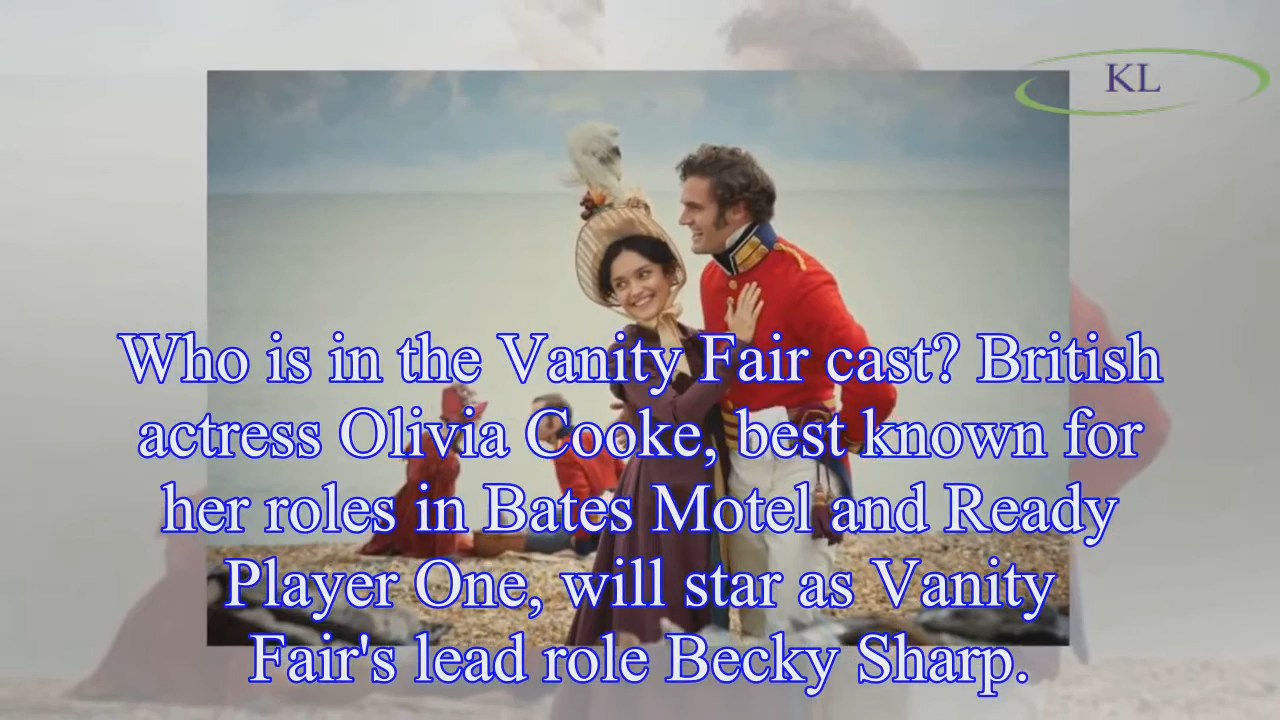 KL
Who is in the Vanity Fair cast? British
actress Olivia Cooke, best known for
her roles in Bates Motel and Ready
Player One, will star as Vanity
Fair's lead role Becky Sharp.